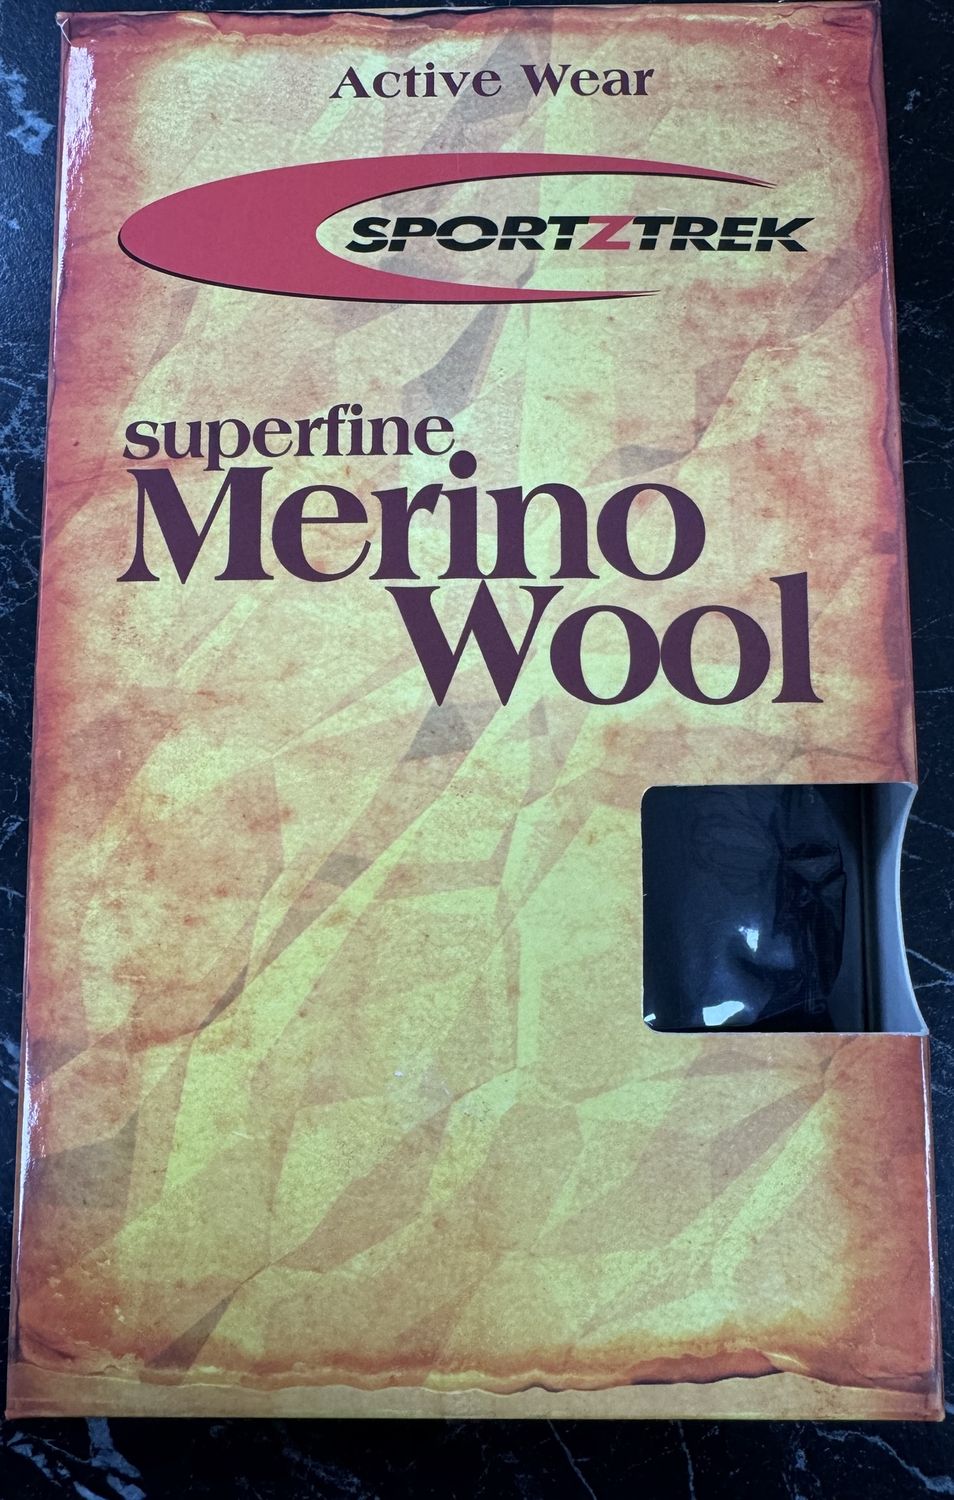 Active Wear
SPORTZTREK
superfine
Merino
Wool